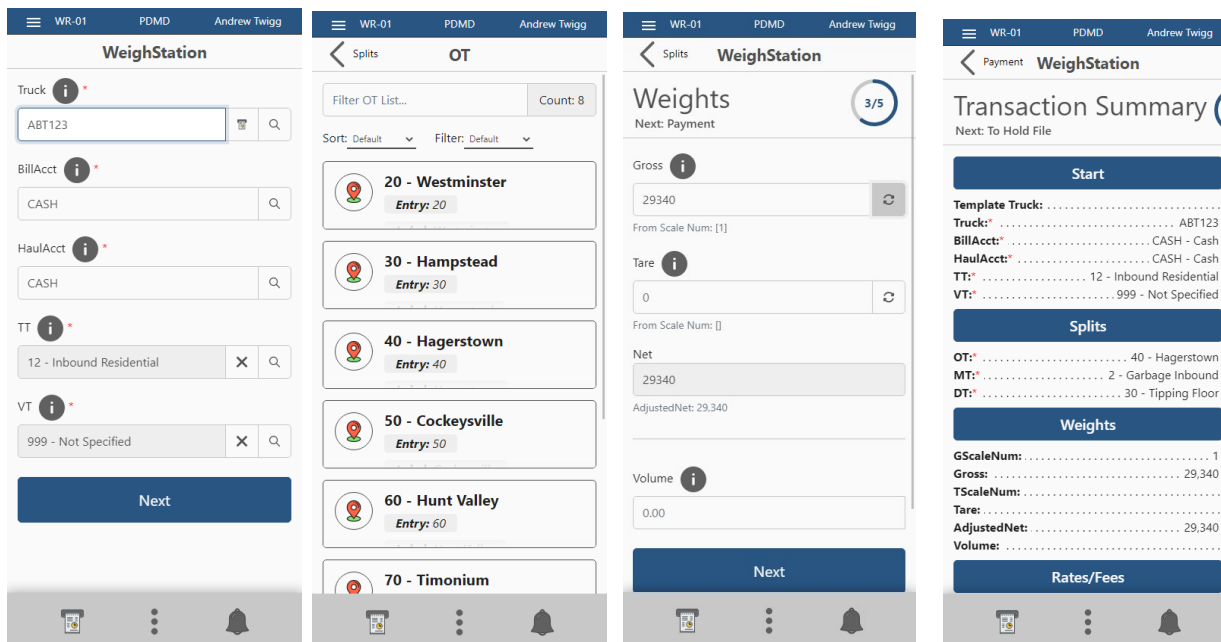 WR-01 PDMD Andrew Twigg
WeighStation
Truck i *
ABT123
BillAcct i *
CASH
HaulAcct i *
CASH
TT i *
12 - Inbound Residential
VT i *
999 - Not Specified
Next
WR-01 PDMD Andrew Twigg
Splits OT
Filter OT List... Count: 8
Sort: Default Filter: Default
20 - Westminster
Entry: 20
30 - Hampstead
Entry: 30
40 - Hagerstown
Entry: 40
50 - Cockeysville
Entry: 50
60 - Hunt Valley
Entry: 60
70 - Timonium
WR-01 PDMD Andrew Twigg
Splits WeighStation
Weights 3/5
Next: Payment
Gross i
29340
From Scale Num: [1]
Tare i
0
From Scale Num: []
Net
29340
AdjustedNet: 29,340
Volume i
0.00
Next
WR-01 PDMD Andrew Twigg
Payment WeighStation
Transaction Summary
Next: To Hold File
Start
Template Truck:
Truck:* ABT123
BillAcct:* CASH - Cash
HaulAcct:* CASH - Cash
TT:* 12 - Inbound Residential
VT:* 999 - Not Specified
Splits
OT:* 40 - Hagerstown
MT:* 2 - Garbage Inbound
DT:* 30 - Tipping Floor
Weights
GScaleNum: 1
Gross: 29,340
TScaleNum:
Tare:
AdjustedNet: 29,340
Volume:
Rates/Fees